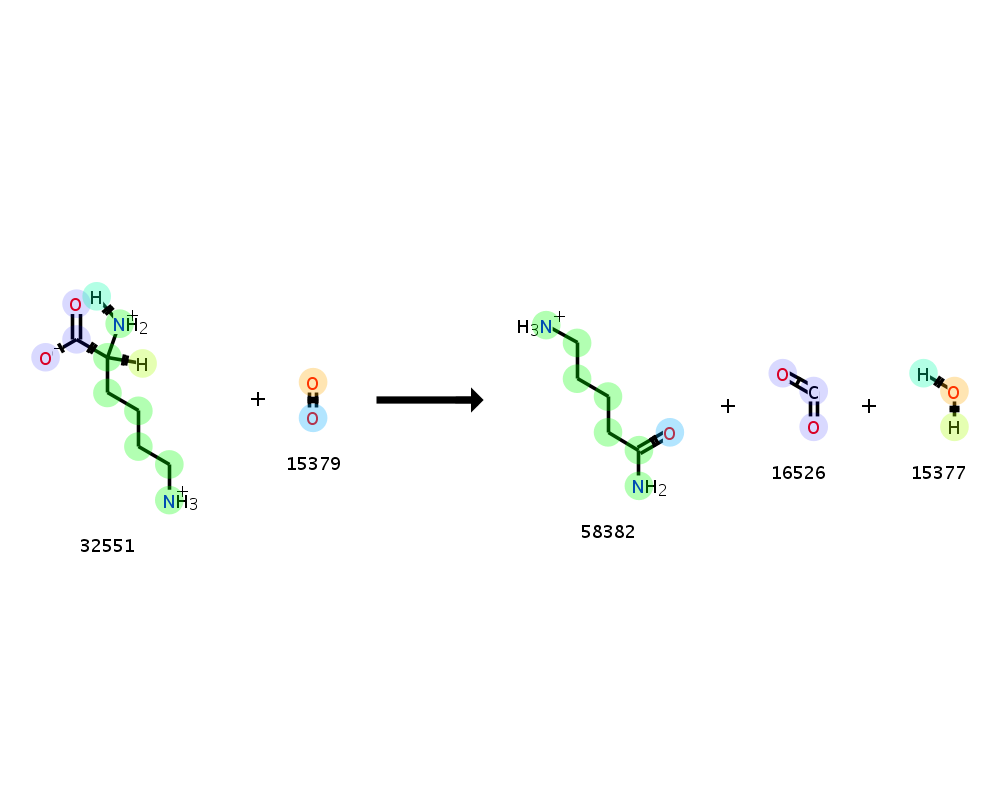 O H
NH2+
O- H
NH3+
32551
+
O
O
15379
H3N+
O
NH2
58382
+
O C
O
16526
+
H O
H
15377